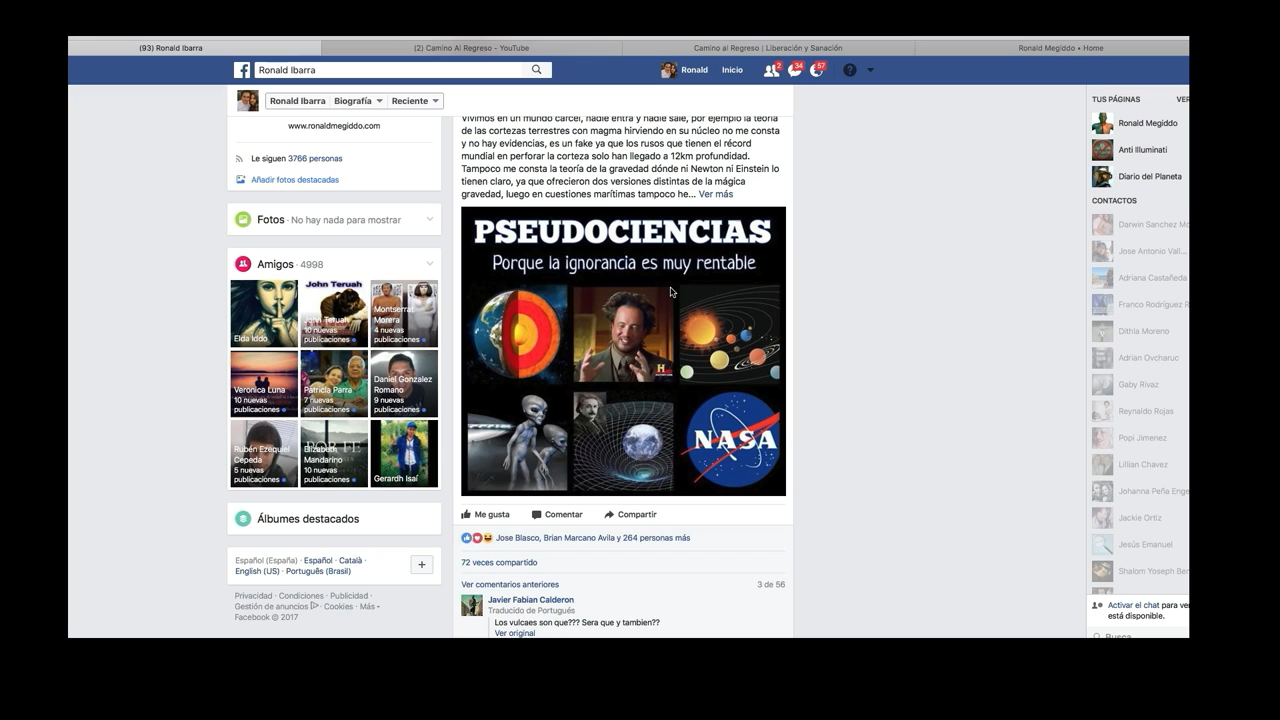 (93) Ronald Ibarra
(2) Camino Al Regreso - YouTube
Camino al Regreso | Liberación y Sanación
Ronald Megiddo • Home
Ronald Ibarra
Ronald
Inicio
2
34
57
Ronald Ibarra
Biografía
Reciente
www.ronaldmegiddo.com
Le siguen 3766 personas
Añadir fotos destacadas
Fotos · No hay nada para mostrar
Amigos · 4998
Elda Iddo
John Teruah
John Teruah
10 nuevas
publicaciones
Montserrat
Morera
4 nuevas
publicaciones
Veronica Luna
10 nuevas
publicaciones
Patricia Parra
7 nuevas
publicaciones
Daniel Gonzalez
Romano
9 nuevas
publicaciones
Rubén Ezequiel
Cepeda
5 nuevas
publicaciones
POR FE
Elizabeth
Mandarino
10 nuevas
publicaciones
Gerardh Isaí
Álbumes destacados
Español (España) · Español · Català ·
English (US) · Português (Brasil)
+
Privacidad · Condiciones · Publicidad ·
Gestión de anuncios · Cookies · Más
Facebook © 2017
Vivimos en un mundo cárcel, nadie entra y nadie sale, por ejemplo la teoría
de las cortezas terrestres con magma hirviendo en su núcleo no me consta
y no hay evidencias, es un fake ya que los rusos que tienen el récord
mundial en perforar la corteza solo han llegado a 12km profundidad.
Tampoco me consta la teoría de la gravedad dónde ni Newton ni Einstein lo
tienen claro, ya que ofrecieron dos versiones distintas de la mágica
gravedad, luego en cuestiones marítimas tampoco he... Ver más
PSEUDOCIENCIAS
Porque la ignorancia es muy rentable
H
NASA
Me gusta
Comentar
Compartir
Jose Blasco, Brian Marcano Avila y 264 personas más
72 veces compartido
Ver comentarios anteriores
3 de 56
Javier Fabian Calderon
Traducido de Portugués
Los vulcaes son que??? Sera que y tambien??
Ver original
TUS PÁGINAS
VER
Ronald Megiddo
Anti Illuminati
Diario del Planeta
CONTACTOS
Darwin Sanchez Mo
Jose Antonio Vall...
Adriana Castañeda
Franco Rodríguez R
Dithia Moreno
Adrian Ovcharuc
Gaby Rivaz
Reynaldo Rojas
Popi Jimenez
Lillian Chavez
Johanna Peña Enge
Jackie Ortiz
Jesús Emanuel
Shalom Yoseph Ber
Activar el chat para ver
está disponible.
Busca